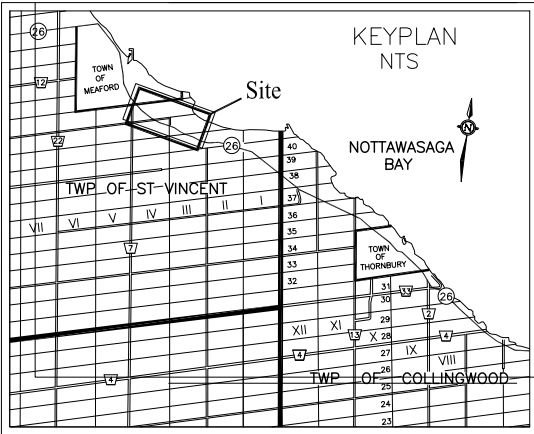 KEYPLAN
NTS
26
TOWN
OF
MEAFORD
12
Site
N
22
26
NOTTAWASAGA
BAY
40
39
38
37
36
35
34
33
32
TWP OF ST VINCENT
VII VI V IV III II I
7
TOWN
OF
THORNBURY
31
30
29
28
27
26
25
24
23
33
26
2
XII XI X IX VIII
13
4
4
4
TWP OF COLLINGWOOD